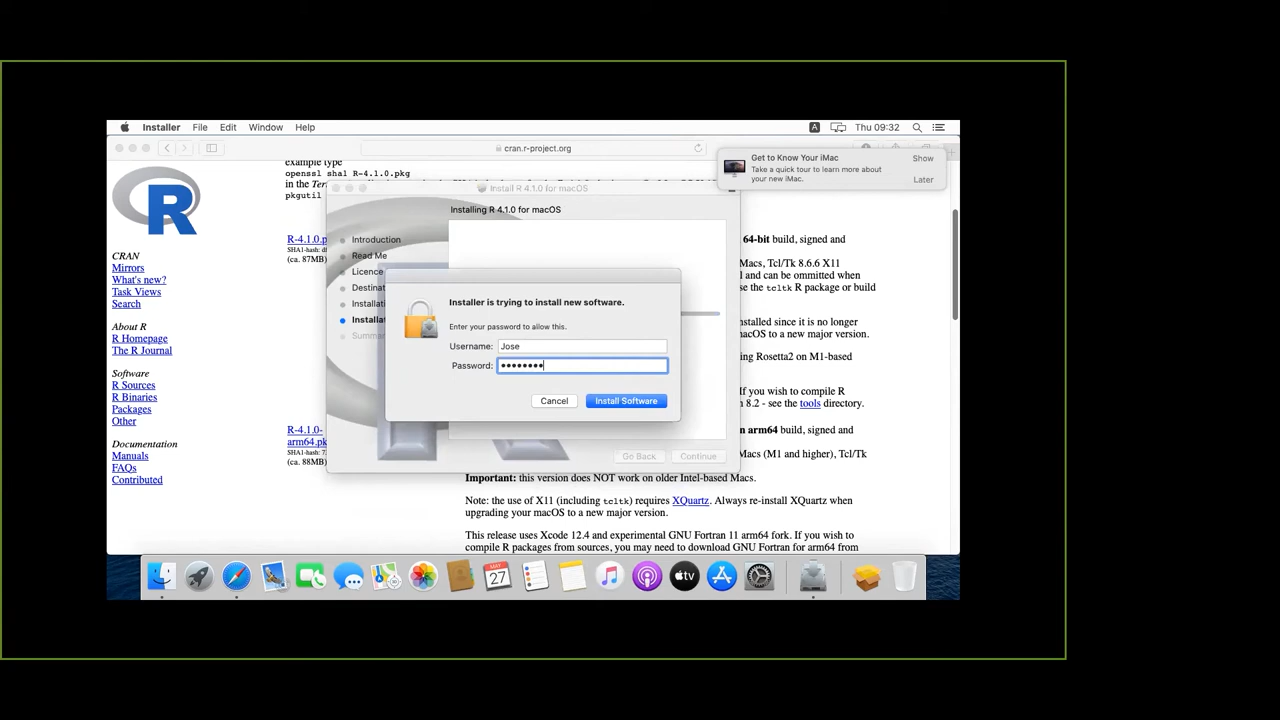 Installer File Edit Window Help
A
Thu 09:32
cran.r-project.org
Get to Know Your iMac
Take a quick tour to learn more about
your new iMac.
Show
Later
example type
openssl sha1 R-4.1.0.pkg
in the
pkgutil
R
CRAN
Mirrors
What's new?
Task Views
Search
About R
R Homepage
The R Journal
Software
R Sources
R Binaries
Packages
Other
Documentation
Manuals
FAQs
Contributed
R-4.1.0.p
SHA1-hash:
(ca. 87MB)
R-4.1.0-
arm64.pk
SHA1-hash: 7
(ca. 88MB)
Install R 4.1.0 for macOS
Installing R 4.1.0 for macOS
Introduction
Read Me
Licence
Destinat
Installati
Installat
Summa
Go Back
Continue
Installer is trying to install new software.
Enter your password to allow this.
Username: Jose
Password: ••••••••
Cancel
Install Software
64-bit build, signed and
Macs, Tcl/Tk 8.6.6 X11
and can be ommitted when
se the tcltk R package or build
nstalled since it is no longer
macOS to a new major version.
ing Rosetta2 on M1-based
If you wish to compile R
8.2 - see the tools directory.
n arm64 build, signed and
Macs (M1 and higher), Tcl/Tk
Important: this version does NOT work on older Intel-based Macs.
Note: the use of X11 (including tcltk) requires XQuartz. Always re-install XQuartz when
upgrading your macOS to a new major version.
This release uses Xcode 12.4 and experimental GNU Fortran 11 arm64 fork. If you wish to
compile R packages from sources, you may need to download GNU Fortran for arm64 from
MAY
27
tv